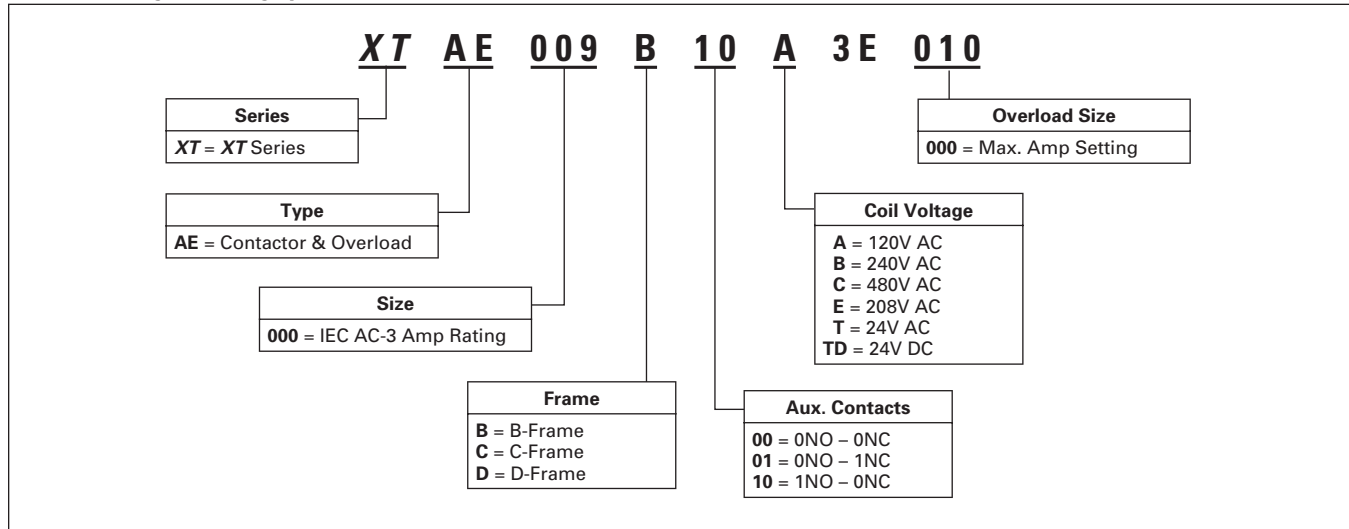 XT AE 009 B 10 A 3E 010
Series
XT = XT Series
Overload Size
000 = Max. Amp Setting
Type
AE = Contactor & Overload
Coil Voltage
A = 120V AC
B = 240V AC
C = 480V AC
E = 208V AC
T = 24V AC
TD = 24V DC
Size
000 = IEC AC-3 Amp Rating
Frame
B = B-Frame
C = C-Frame
D = D-Frame
Aux. Contacts
00 = 0NO – 0NC
01 = 0NO – 1NC
10 = 1NO – 0NC